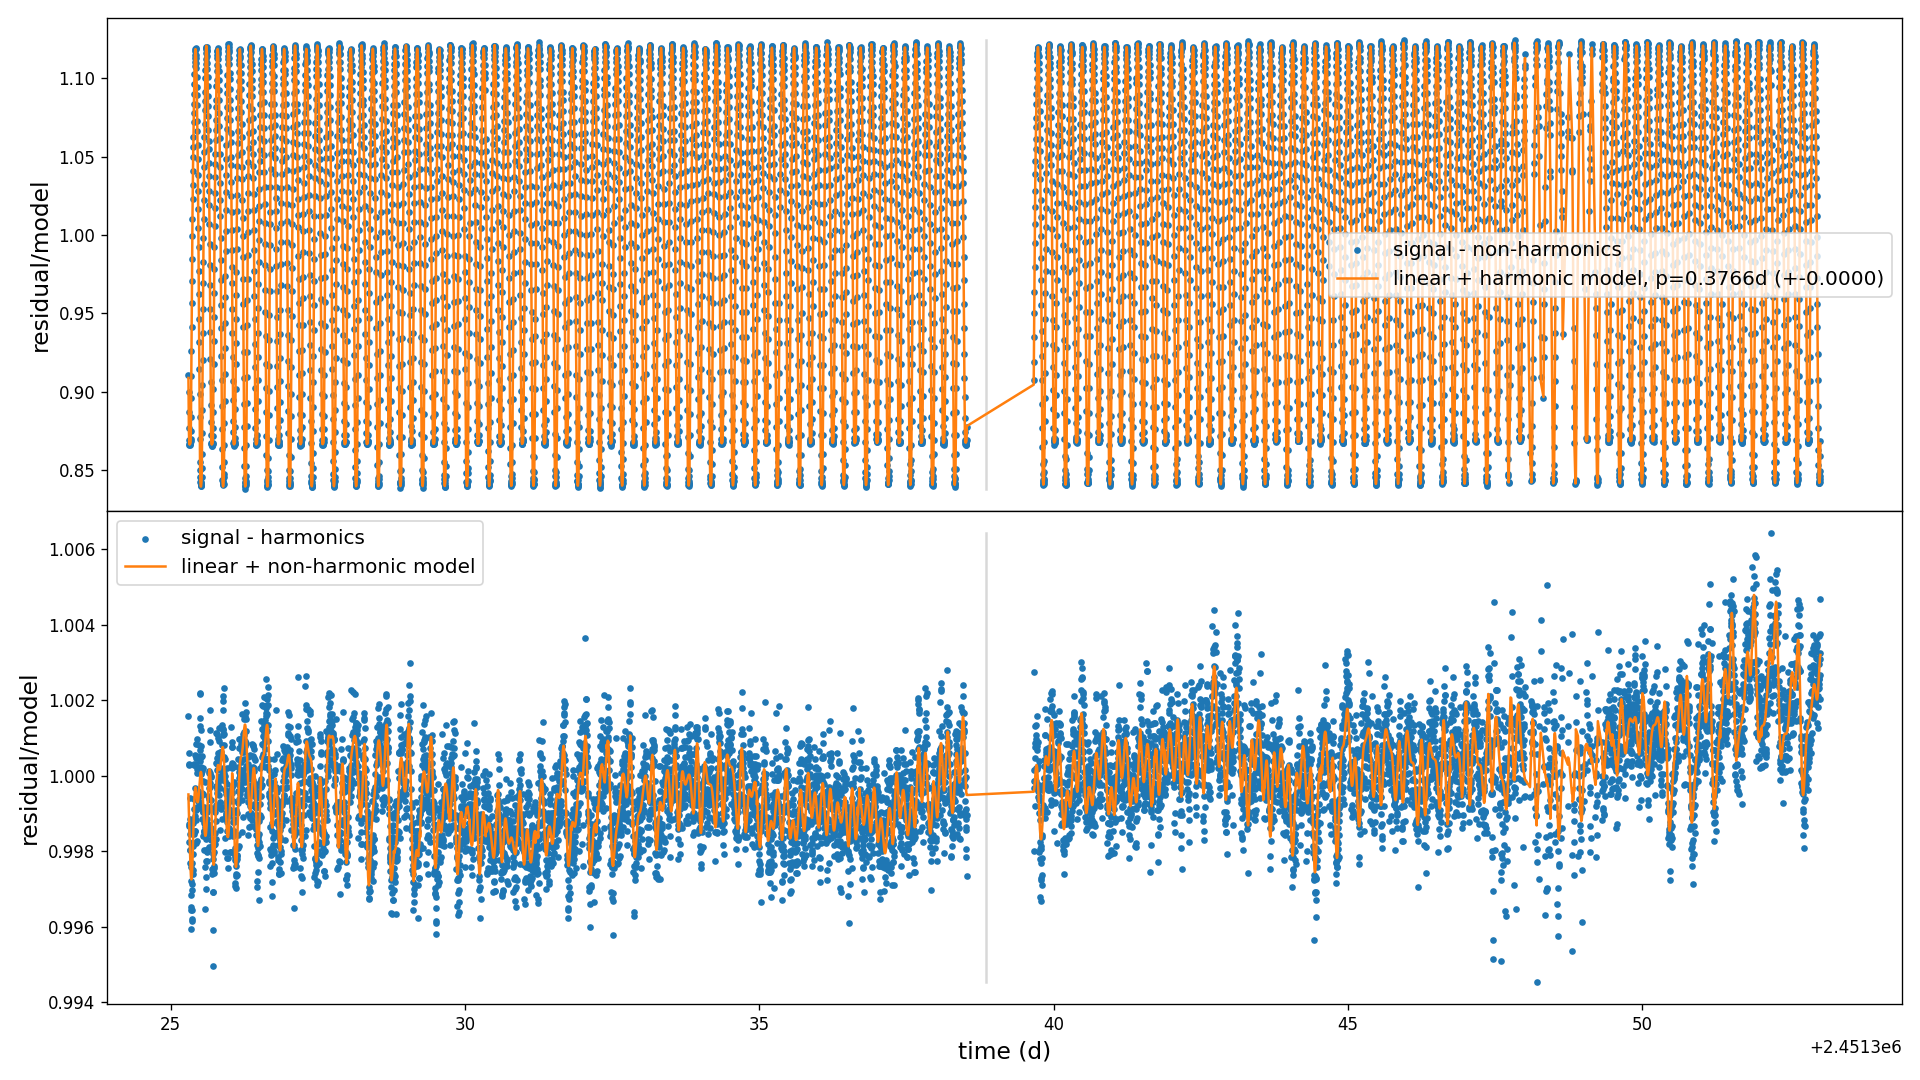 1.10
1.05
1.00
0.95
0.90
0.85
residual/model
signal - non-harmonics
linear + harmonic model, p=0.3766d (+-0.0000)
signal - harmonics
linear + non-harmonic model
1.006
1.004
1.002
1.000
0.998
0.996
0.994
residual/model
25
30
35
40
45
50
time (d)
+2.4513e6